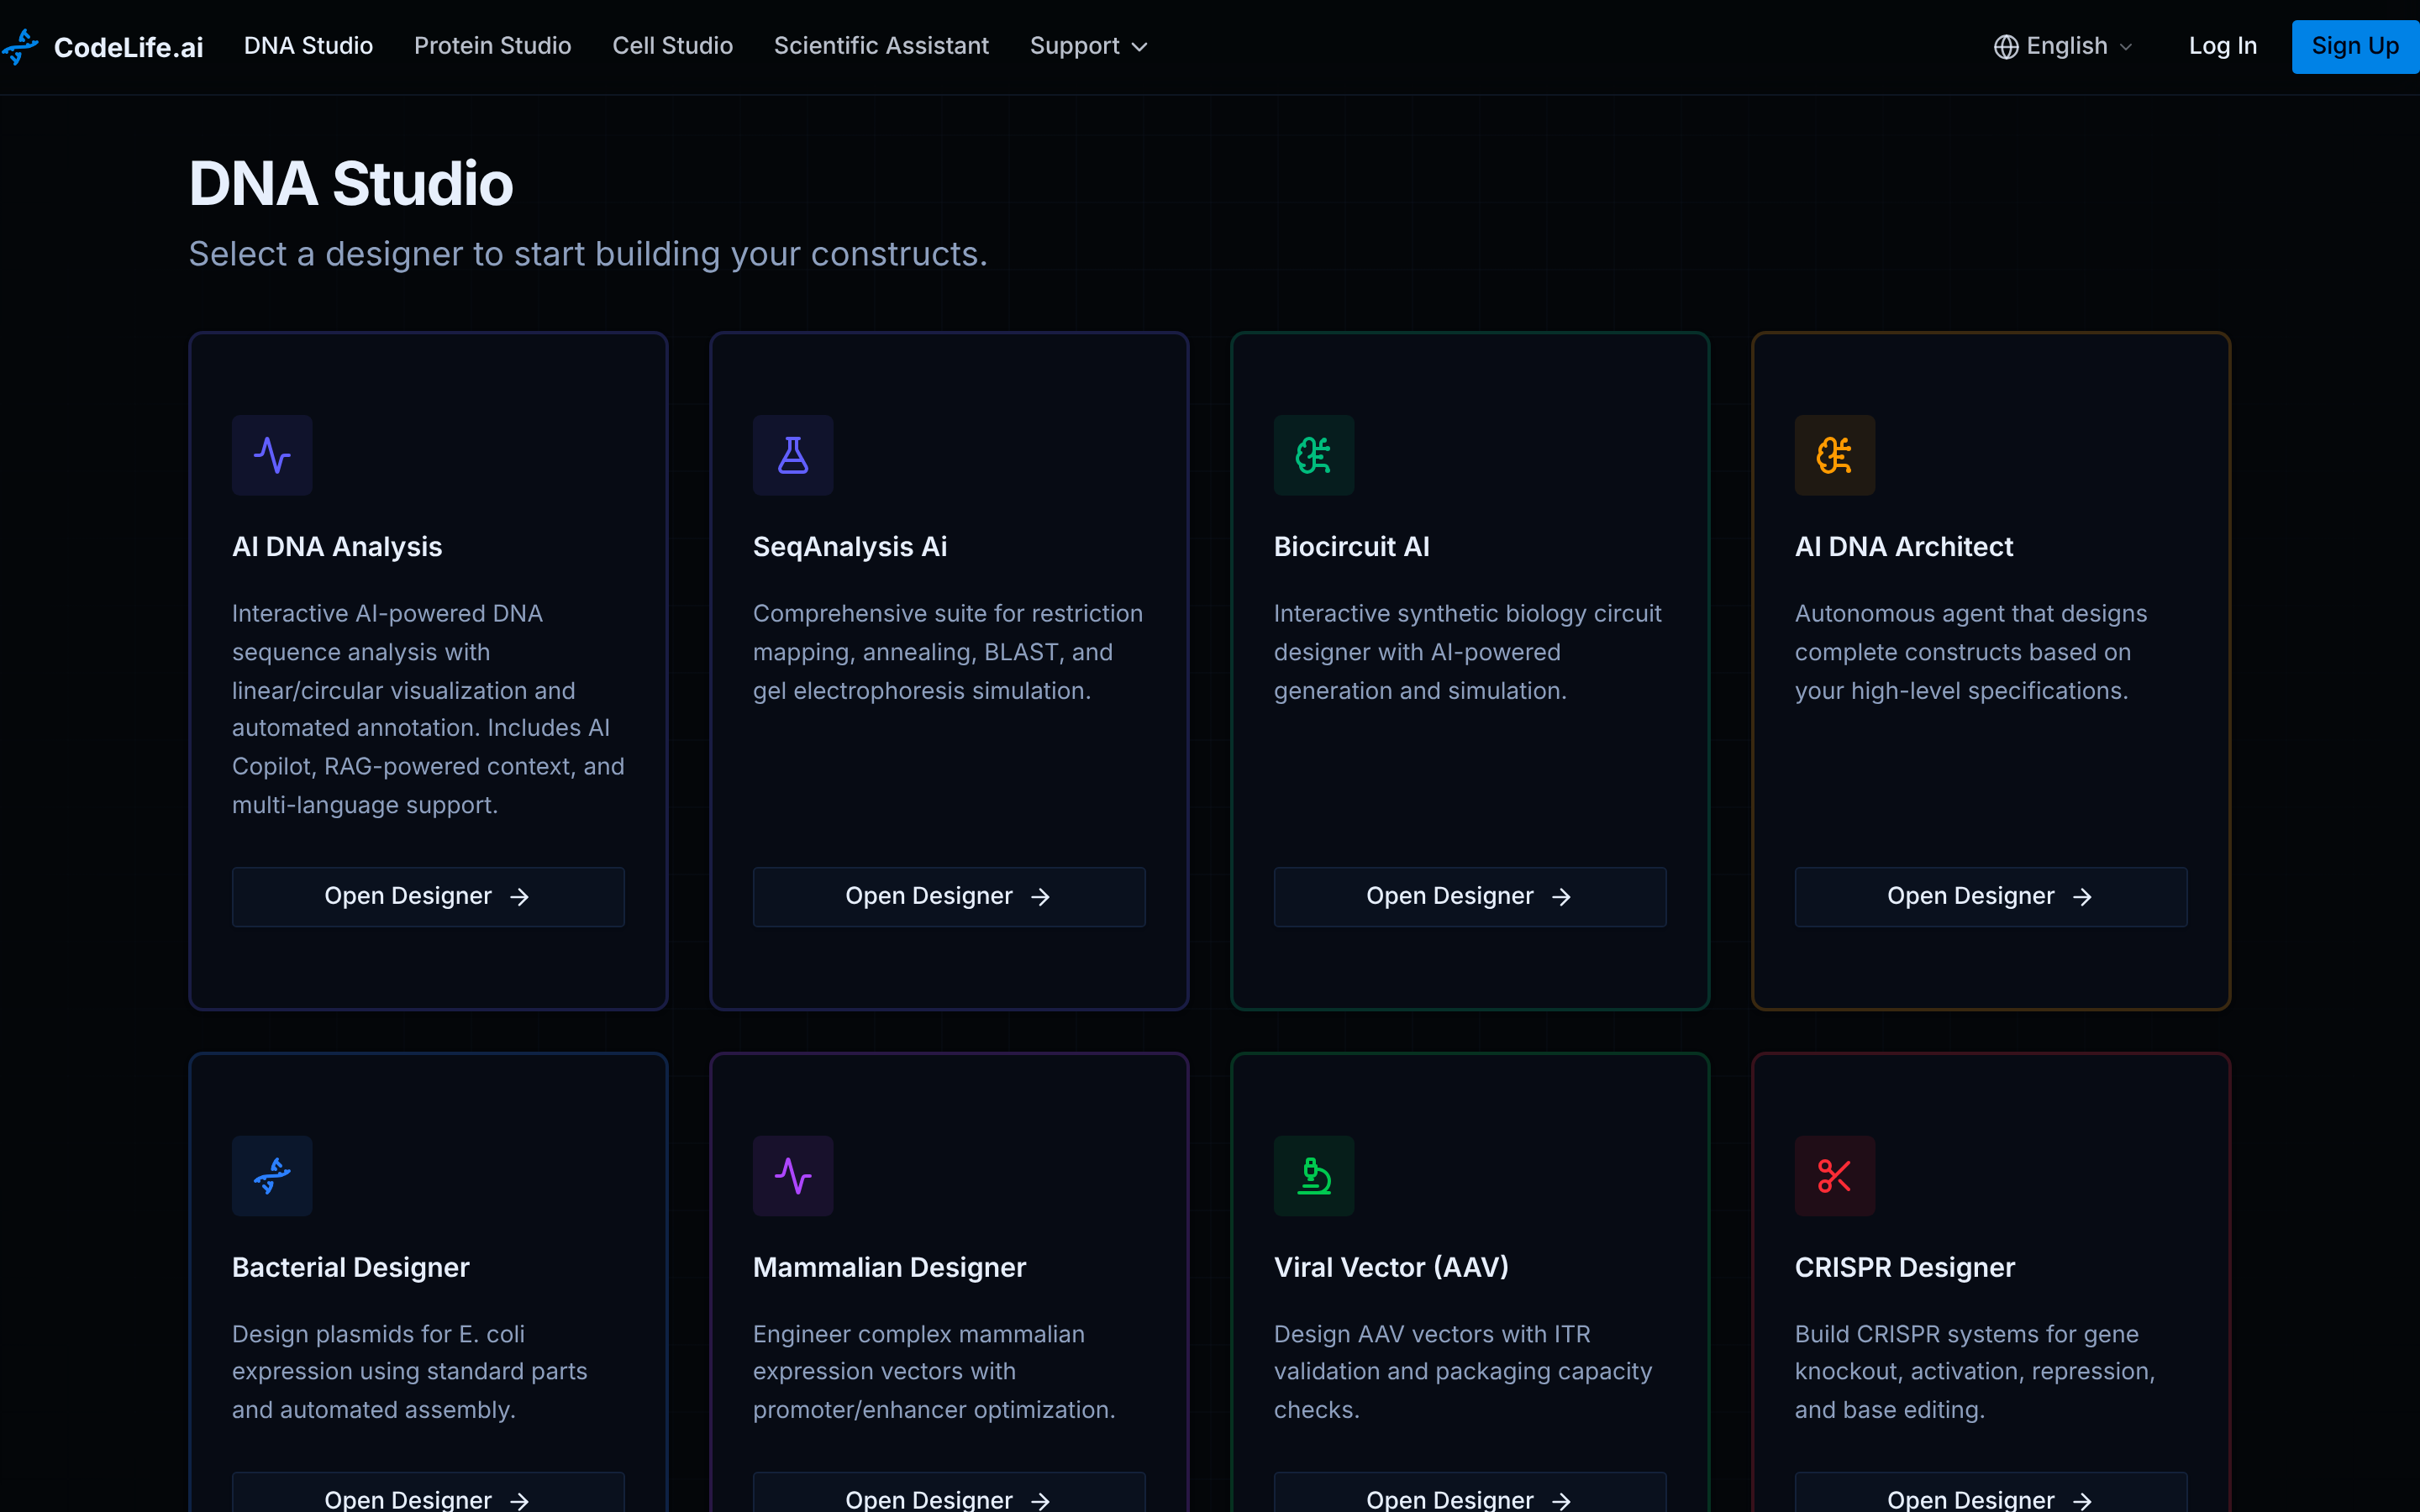 CodeLife.ai
DNA Studio
Protein Studio
Cell Studio
Scientific Assistant
Support
English
Log In
Sign Up
DNA Studio
Select a designer to start building your constructs.
AI DNA Analysis
Interactive AI-powered DNA
sequence analysis with
linear/circular visualization and
automated annotation. Includes AI
Copilot, RAG-powered context, and
multi-language support.
Open Designer
SeqAnalysis Ai
Comprehensive suite for restriction
mapping, annealing, BLAST, and
gel electrophoresis simulation.
Open Designer
Biocircuit AI
Interactive synthetic biology circuit
designer with AI-powered
generation and simulation.
Open Designer
AI DNA Architect
Autonomous agent that designs
complete constructs based on
your high-level specifications.
Open Designer
Bacterial Designer
Design plasmids for E. coli
expression using standard parts
and automated assembly.
Open Designer
Mammalian Designer
Engineer complex mammalian
expression vectors with
promoter/enhancer optimization.
Open Designer
Viral Vector (AAV)
Design AAV vectors with ITR
validation and packaging capacity
checks.
Open Designer
CRISPR Designer
Build CRISPR systems for gene
knockout, activation, repression,
and base editing.
Open Designer